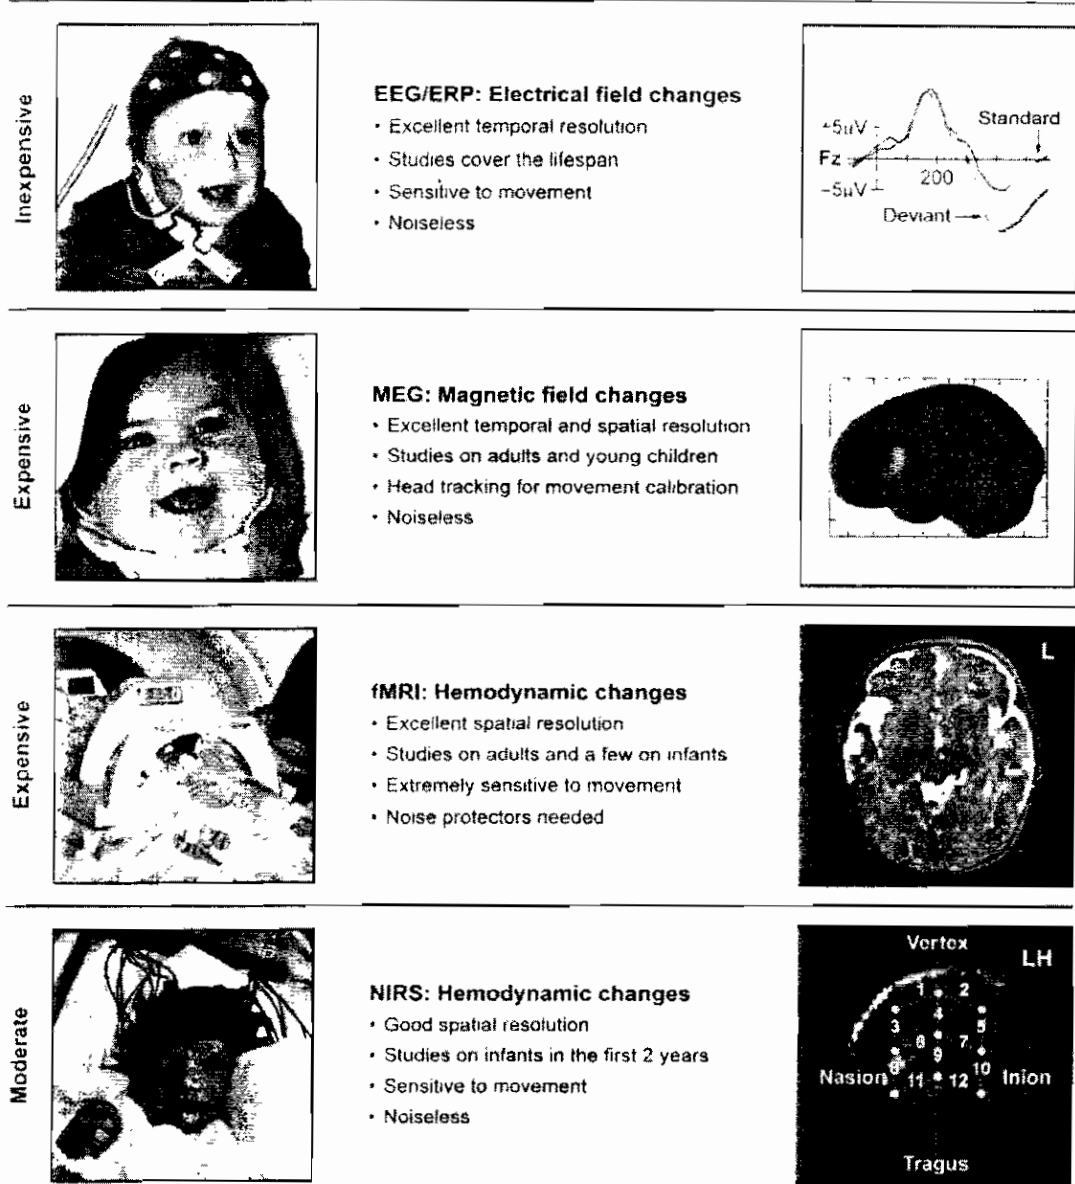 Inexpensive
EEG/ERP: Electrical field changes
• Excellent temporal resolution
• Studies cover the lifespan
• Sensitive to movement
• Noiseless
+5µV
Fz
-5µV
200
Standard
Deviant
Expensive
MEG: Magnetic field changes
• Excellent temporal and spatial resolution
• Studies on adults and young children
• Head tracking for movement calibration
• Noiseless
Expensive
fMRI: Hemodynamic changes
• Excellent spatial resolution
• Studies on adults and a few on infants
• Extremely sensitive to movement
• Noise protectors needed
L
Moderate
NIRS: Hemodynamic changes
• Good spatial resolution
• Studies on infants in the first 2 years
• Sensitive to movement
• Noiseless
Vertex
LH
1 2
4
3 5
6 7
9
8 10
Nasion 11 12 Inion
Tragus